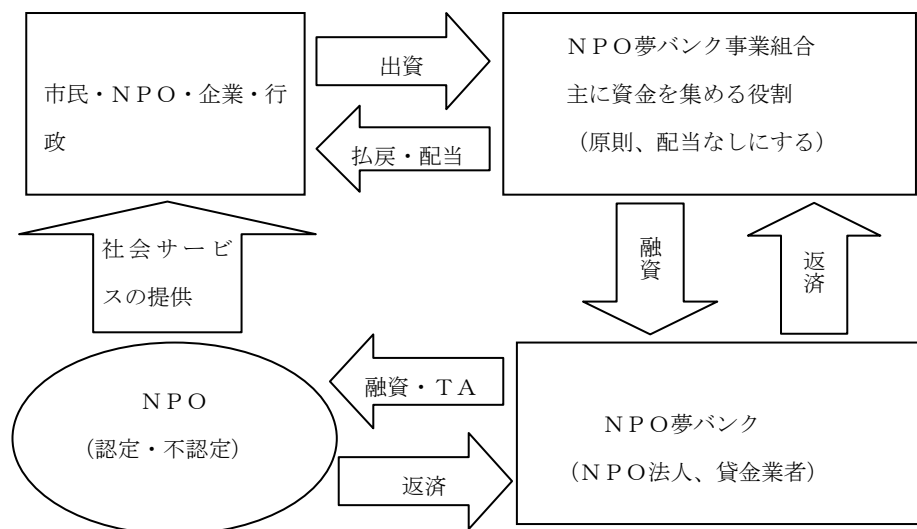 市民・ＮＰＯ・企業・行
政
出資
払戻・配当
ＮＰＯ夢バンク事業組合
主に資金を集める役割
（原則、配当なしにする）
社会サービ
スの提供
融資
返済
ＮＰＯ
（認定・不認定）
融資・ＴＡ
返済
ＮＰＯ夢バンク
（ＮＰＯ法人、貸金業者）